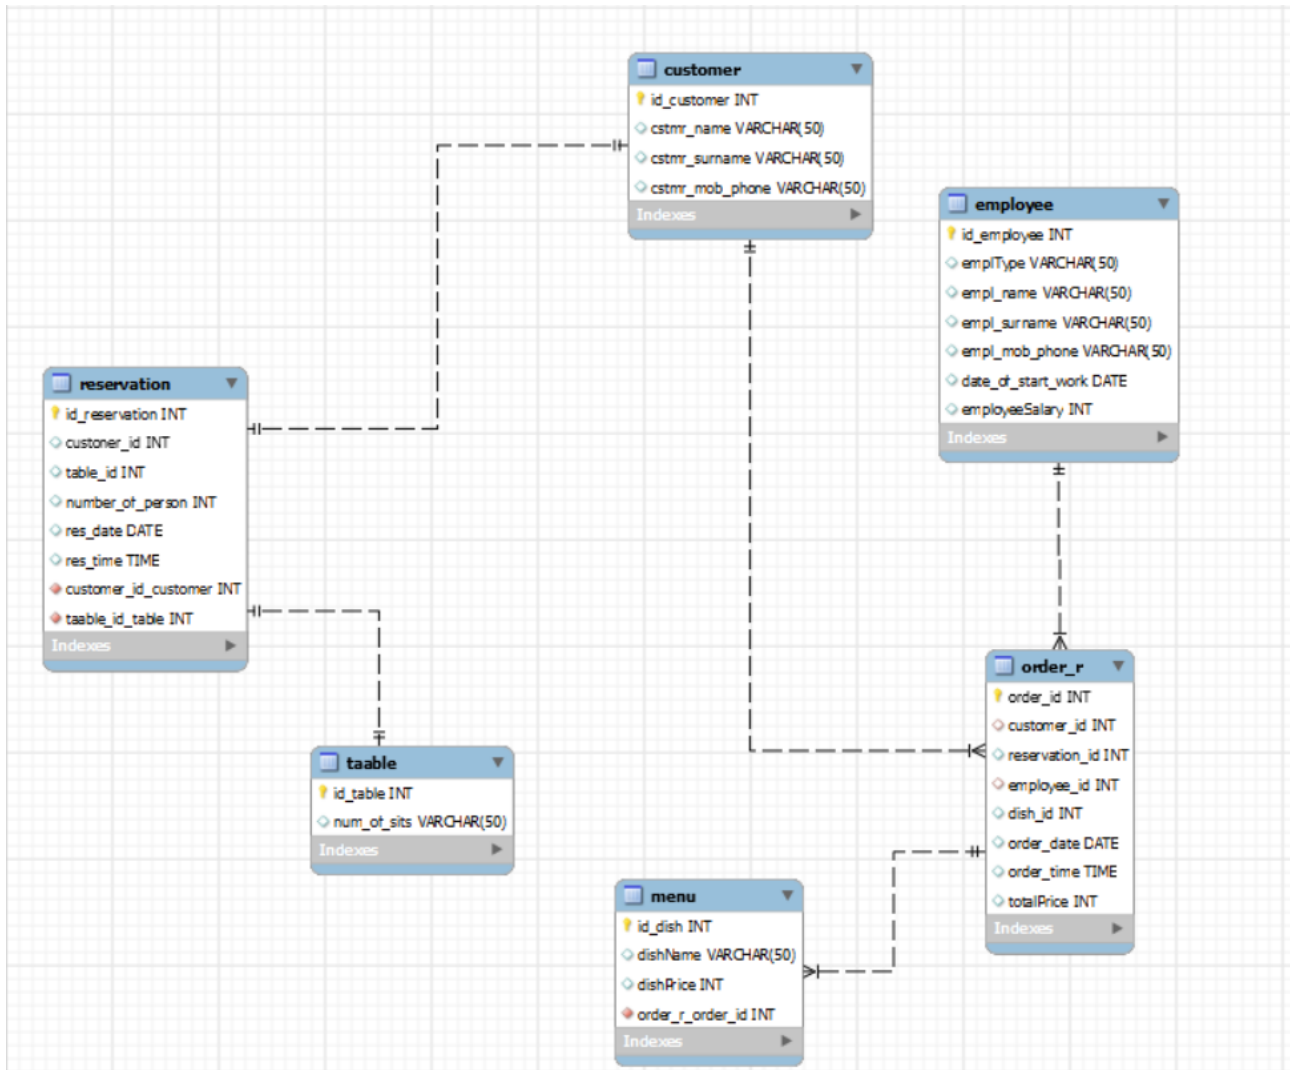 customer
id_customer INT
cstmr_name VARCHAR(50)
cstmr_surname VARCHAR(50)
cstmr_mob_phone VARCHAR(50)
Indexes
employee
id_employee INT
emplType VARCHAR(50)
empl_name VARCHAR(50)
empl_surname VARCHAR(50)
empl_mob_phone VARCHAR(50)
date_of_start_work DATE
employeeSalary INT
Indexes
reservation
id_reservation INT
custoner_id INT
table_id INT
number_of_person INT
res_date DATE
res_time TIME
customer_id_customer INT
taable_id_table INT
Indexes
order_r
order_id INT
customer_id INT
reservation_id INT
employee_id INT
dish_id INT
order_date DATE
order_time TIME
totalPrice INT
Indexes
taable
id_table INT
num_of_sits VARCHAR(50)
Indexes
menu
id_dish INT
dishName VARCHAR(50)
dishPrice INT
order_r_order_id INT
Indexes